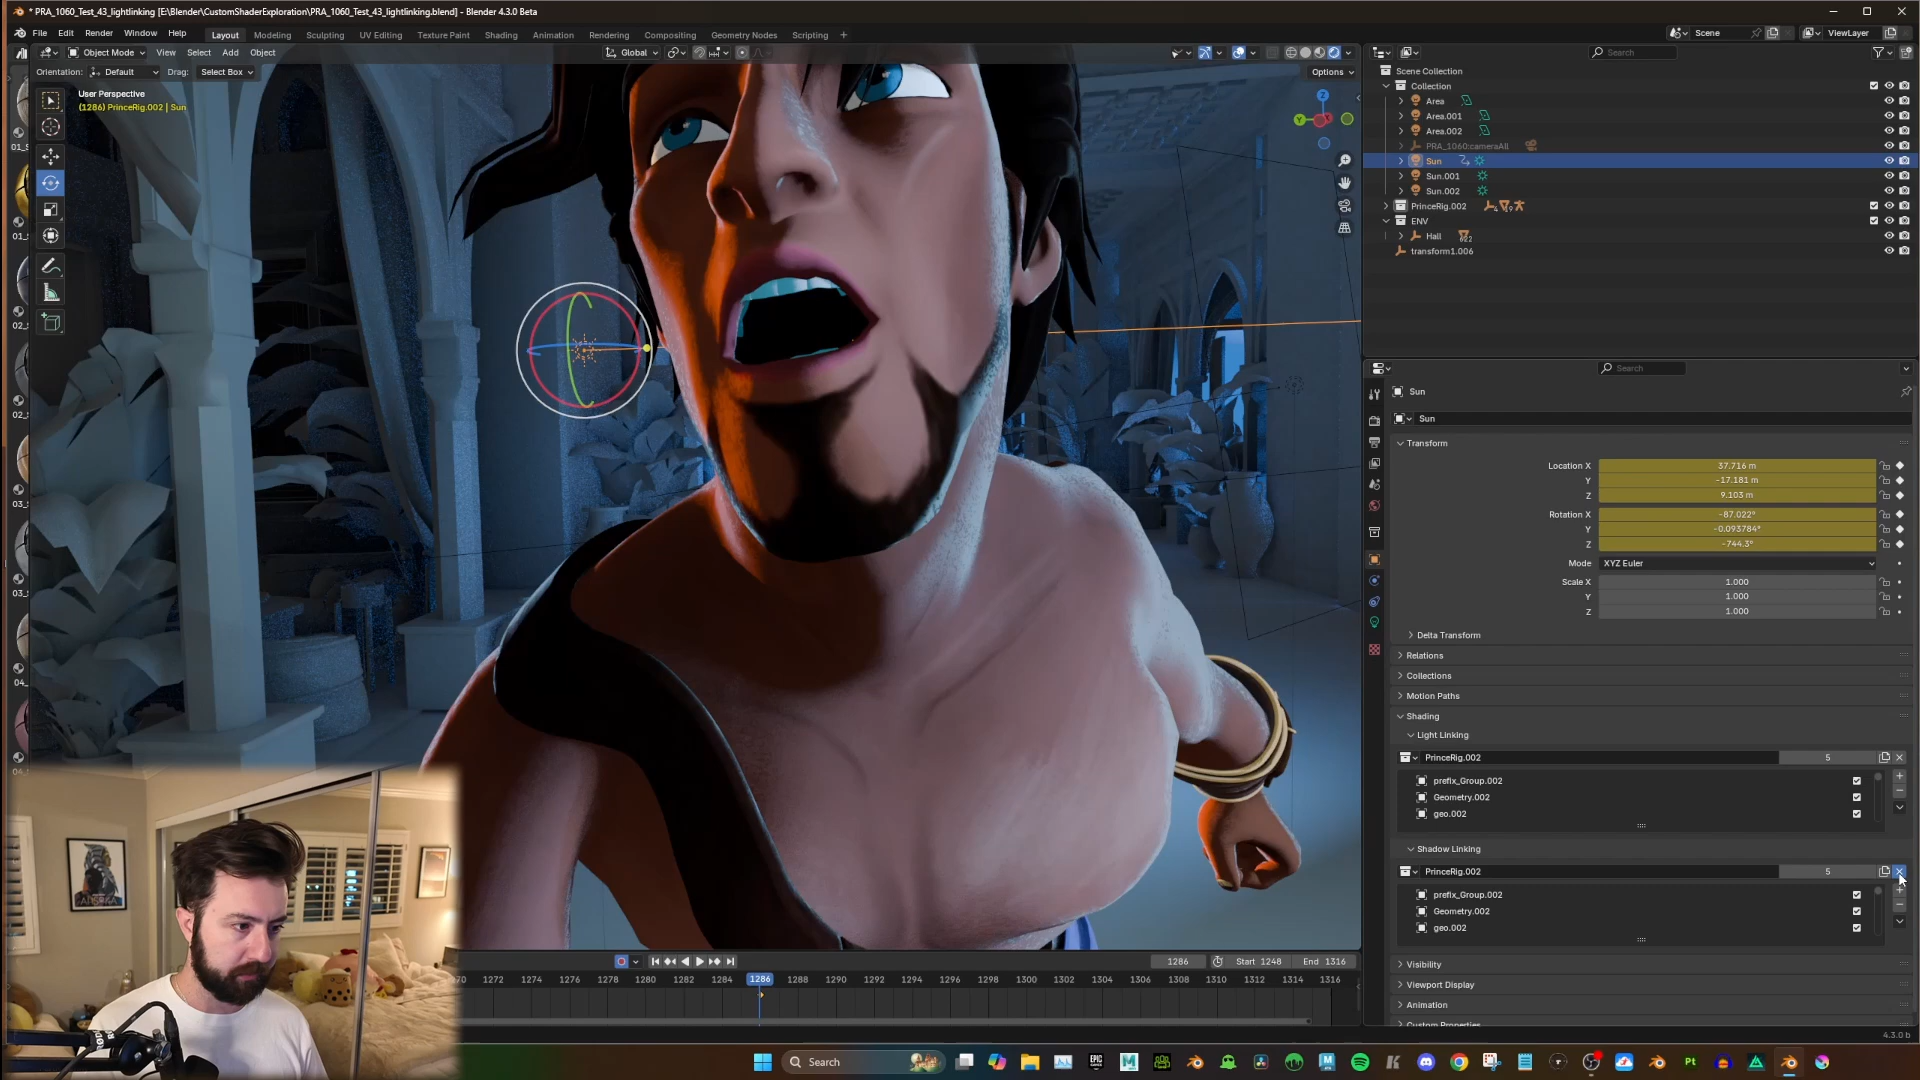 * PRA_1060_Test_43_lightlinking [E:\Blender\CustomShaderExploration\PRA_1060_Test_43_lightlinking.blend] - Blender 4.3.0 Beta
File Edit Render Window Help Layout Modeling Sculpting UV Editing Texture Paint Shading Animation Rendering Compositing Geometry Nodes Scripting + Scene ViewLayer
Object Mode View Select Add Object Global Search
Orientation: Default Drag: Select Box Options
User Perspective
(1286) PrinceRig.002 | Sun
Z
Y
Scene Collection
Collection
Area
Area.001
Area.002
PRA_1060:cameraAll
Sun
Sun.001
Sun.002
PrinceRig.002
ENV
Hall
transform1.006
Search
Sun
Sun
Transform
Location X 37.716 m
Y -17.181 m
Z 9.103 m
Rotation X -87.022°
Y -0.093784°
Z -744.3°
Mode XYZ Euler
Scale X 1.000
Y 1.000
Z 1.000
Delta Transform
Relations
Collections
Motion Paths
Shading
Light Linking
PrinceRig.002 5
prefix_Group.002
Geometry.002
geo.002
Shadow Linking
PrinceRig.002 5
prefix_Group.002
Geometry.002
geo.002
Visibility
Viewport Display
Animation
Custom Properties
4.3.0 b
1286 Start 1248 End 1316
1272 1274 1276 1278 1280 1282 1284 1286 1288 1290 1292 1294 1296 1298 1300 1302 1304 1306 1308 1310 1312 1314 1316
AHSOKA
RODE
Search